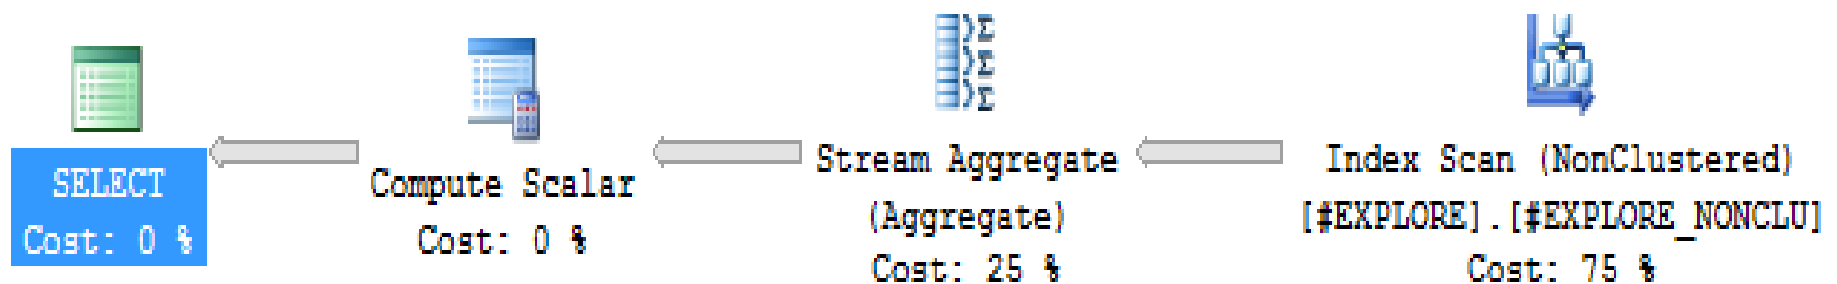 SELECT
Cost: 0 %
Compute Scalar
Cost: 0 %
Stream Aggregate
(Aggregate)
Cost: 25 %
Index Scan (NonClustered)
[#EXPLORE].[#EXPLORE_NONCLU]
Cost: 75 %